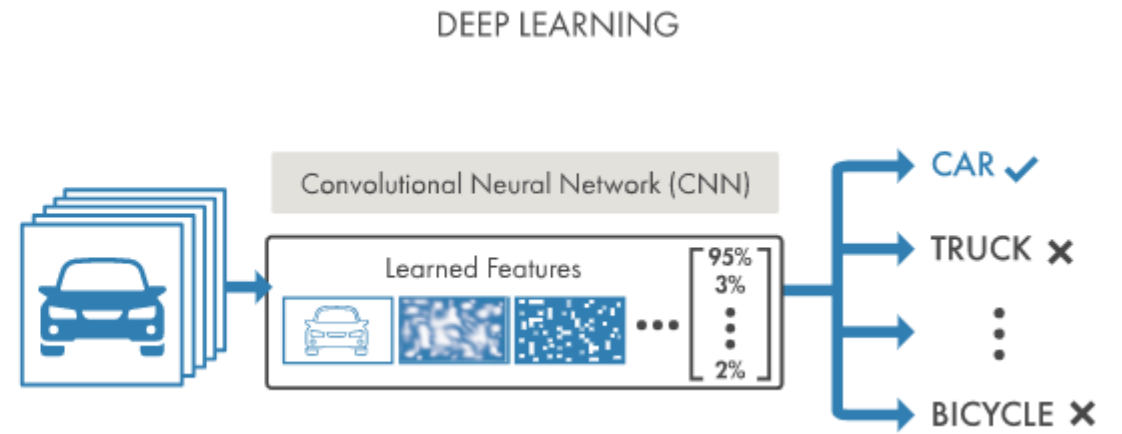 DEEP LEARNING
Convolutional Neural Network (CNN)
Learned Features
95%
3%
2%
CAR
TRUCK
BICYCLE